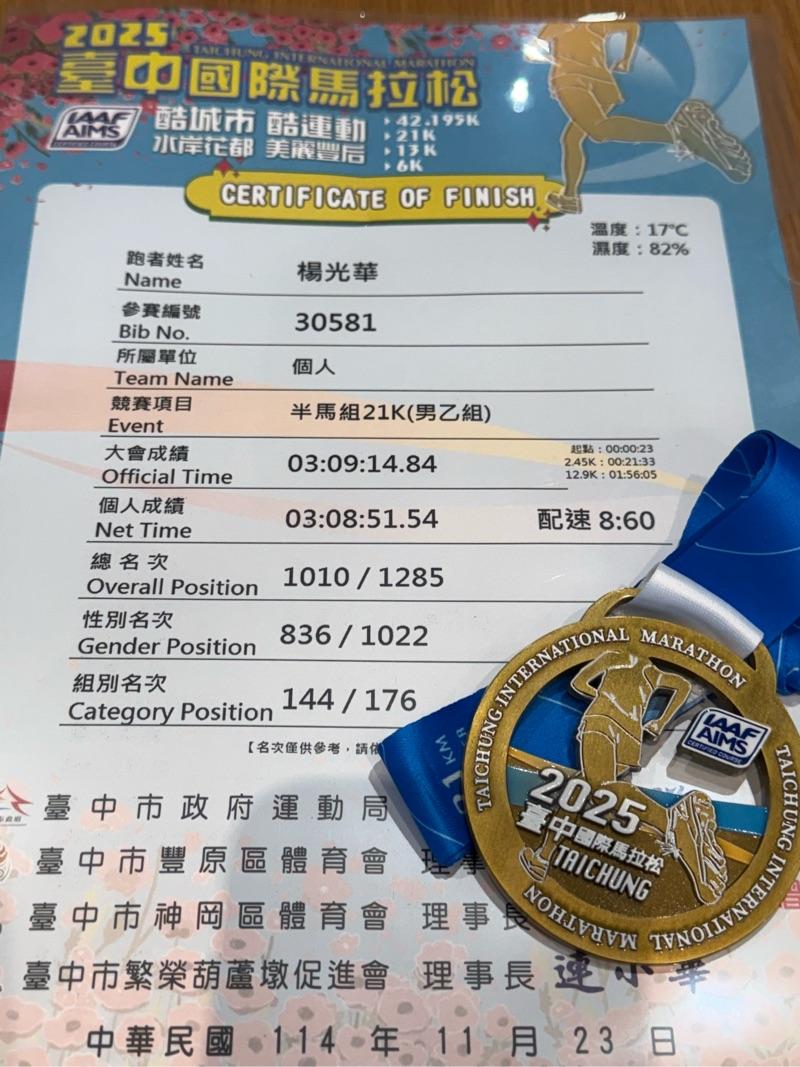 2025
TAICHUNG INTERNATIONAL MARATHON
臺中國際馬拉松
IAAF
AIMS
CERTIFIED COURSE
酷城市 酷運動
水岸花都 美麗豐后
42.195K
21K
13K
6K
CERTIFICATE OF FINISH
溫度：17℃
濕度：82%
跑者姓名 楊光華
Name
參賽編號 30581
Bib No.
所屬單位 個人
Team Name
競賽項目 半馬組21K(男乙組)
Event
大會成績 03:09:14.84
Official Time
起點：00:00:23
2.45K：00:21:33
12.9K：01:56:05
個人成績 03:08:51.54 配速 8:60
Net Time
總名次 1010 / 1285
Overall Position
性別名次 836 / 1022
Gender Position
組別名次 144 / 176
Category Position
【名次僅供參考，請
臺中市政府運動局
臺中市豐原區體育會 理事
臺中市神岡區體育會 理事長
臺中市繁榮葫蘆墩促進會 理事長 連小華
中華民國 114 年 11 月 23 日
TAICHUNG INTERNATIONAL MARATHON
IAAF
AIMS
CERTIFIED COURSE
2025
臺中國際馬拉松
TAICHUNG
TAICHUNG INTERNATIONAL MARATHON
KM